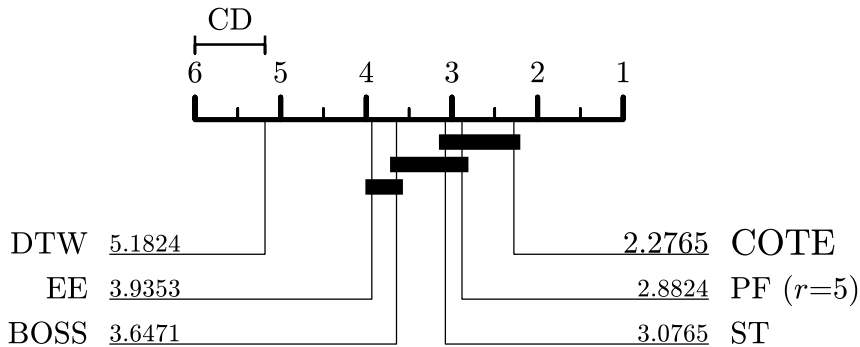 CD
6 5 4 3 2 1
DTW 5.1824 2.2765 COTE
EE 3.9353 2.8824 PF (r=5)
BOSS 3.6471 3.0765 ST